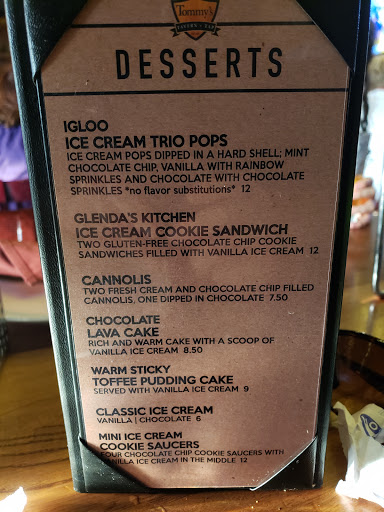 Tommy's
DESSERTS
IGLOO
ICE CREAM TRIO POPS
ICE CREAM POPS DIPPED IN A HARD SHELL; MINT
CHOCOLATE CHIP, VANILLA WITH RAINBOW
SPRINKLES AND CHOCOLATE WITH CHOCOLATE
SPRINKLES *no flavor substitutions* 12
GLENDA'S KITCHEN
ICE CREAM COOKIE SANDWICH
TWO GLUTEN-FREE CHOCOLATE CHIP COOKIE
SANDWICHES FILLED WITH VANILLA ICE CREAM 12
CANNOLIS
TWO FRESH CREAM AND CHOCOLATE CHIP FILLED
CANNOLIS, ONE DIPPED IN CHOCOLATE 7.50
CHOCOLATE
LAVA CAKE
RICH AND WARM CAKE WITH A SCOOP OF
VANILLA ICE CREAM 8.50
WARM STICKY
TOFFEE PUDDING CAKE
SERVED WITH VANILLA ICE CREAM 9
CLASSIC ICE CREAM
VANILLA | CHOCOLATE 6
MINI ICE CREAM
COOKIE SAUCERS
FOUR CHOCOLATE CHIP COOKIE SAUCERS WITH
VANILLA ICE CREAM IN THE MIDDLE 12